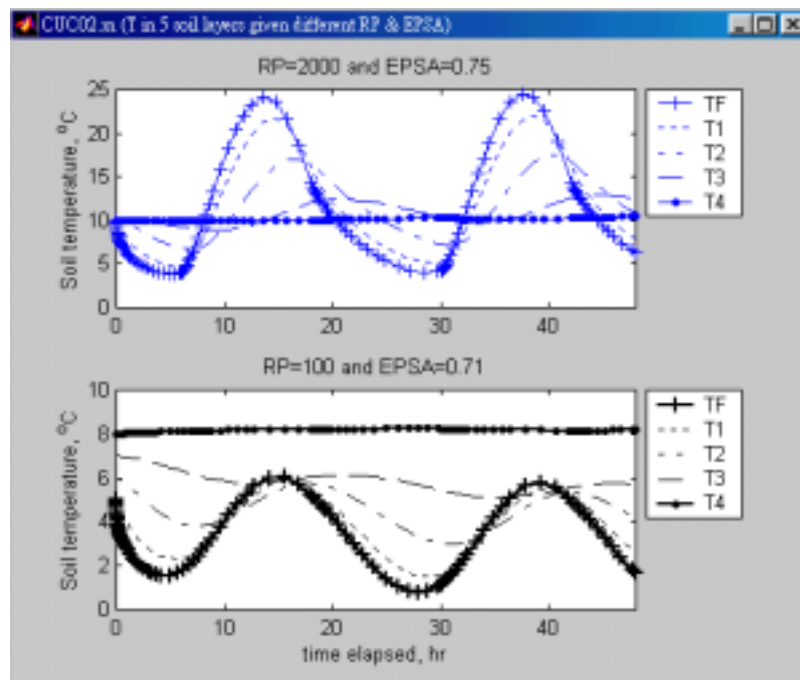 CUC02.m (T in 5 soil layers given different RP & EPSA)
RP=2000 and EPSA=0.75
Soil temperature, °C
25
20
15
10
5
0
0 10 20 30 40
TF
T1
T2
T3
T4
RP=100 and EPSA=0.71
Soil temperature, °C
10
8
6
4
2
0
0 10 20 30 40
time elapsed, hr
TF
T1
T2
T3
T4